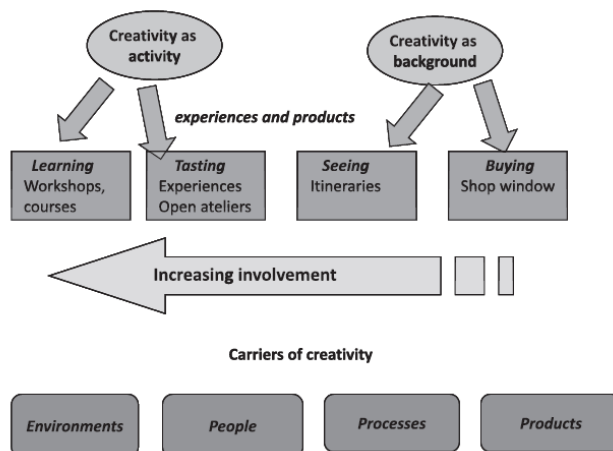 Creativity as
activity
Creativity as
background
experiences and products
Learning
Workshops,
courses
Tasting
Experiences
Open ateliers
Seeing
Itineraries
Buying
Shop window
Increasing involvement
Carriers of creativity
Environments
People
Processes
Products